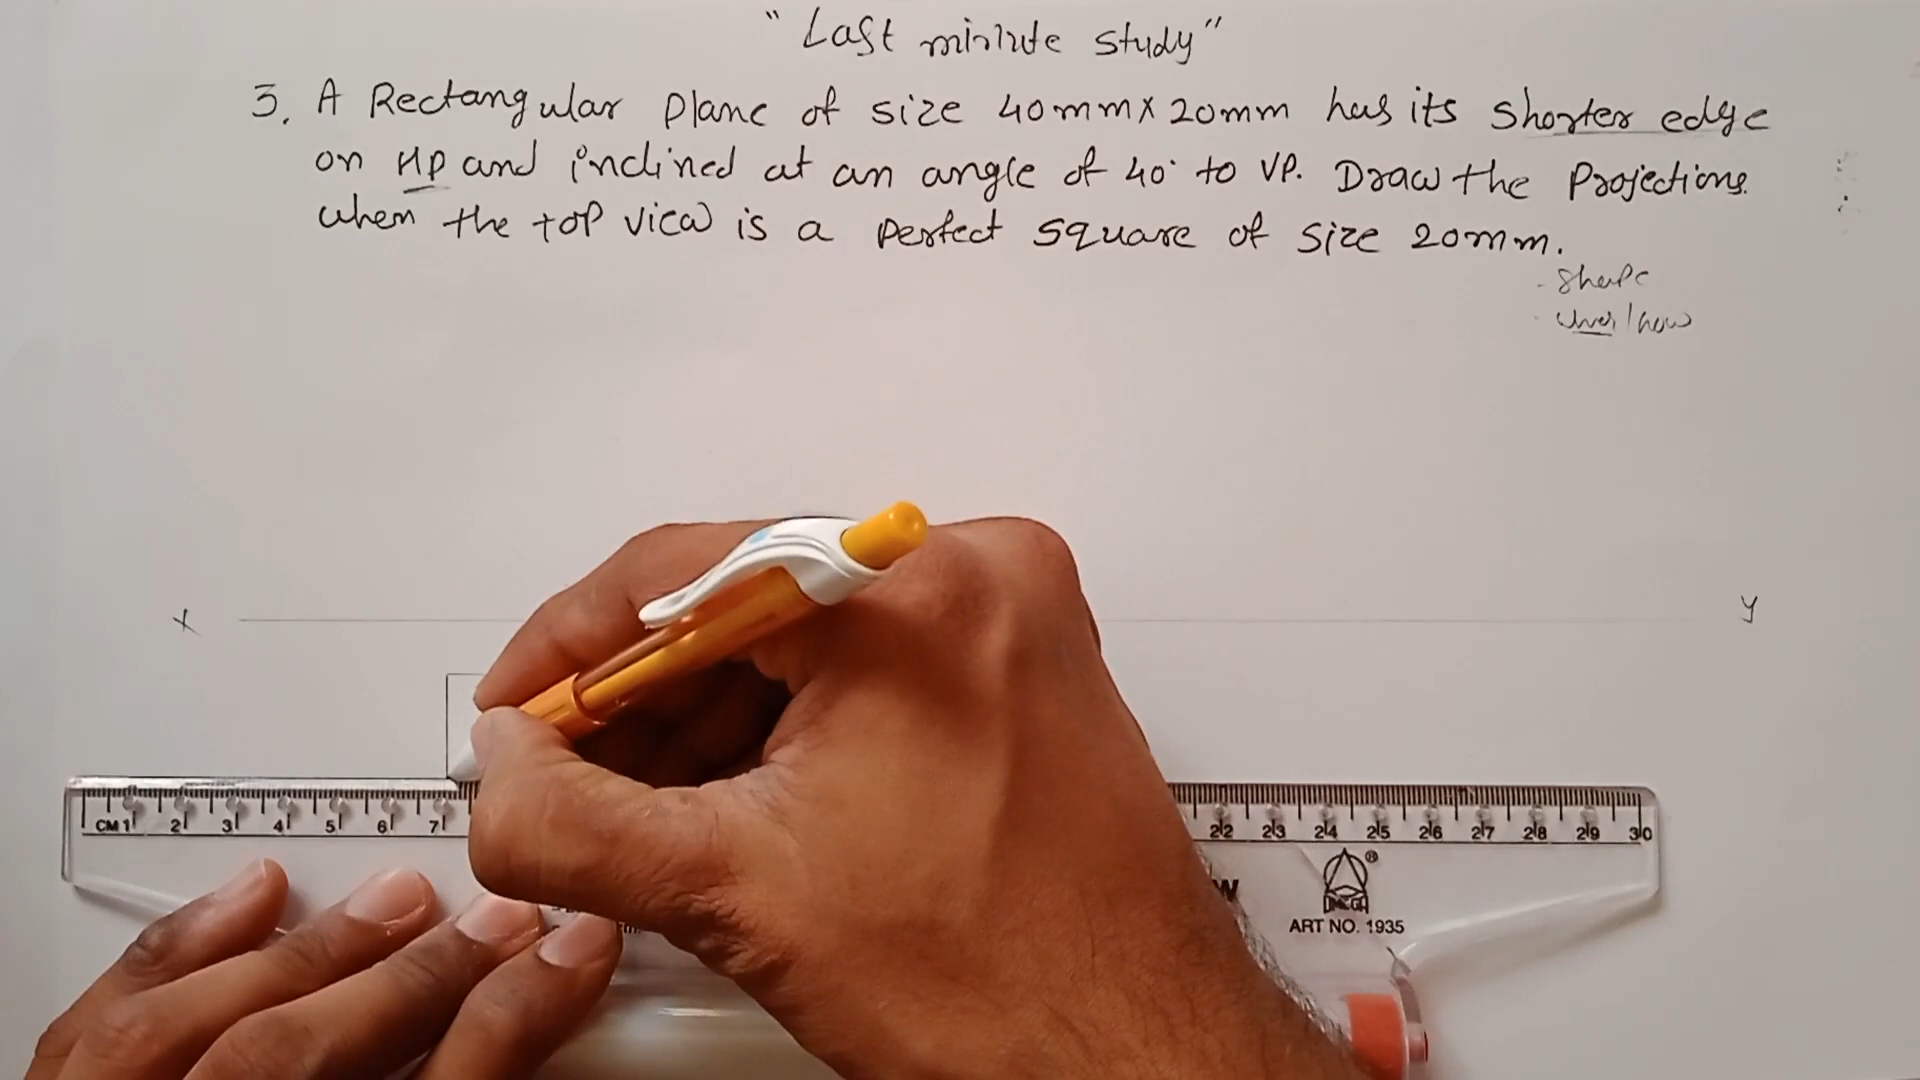 "Last minute study"
3. A Rectangular Plane of size 40mm x 20mm has its shorter edge
on HP and inclined at an angle of 40° to VP. Draw the Projections.
when the top view is a Perfect square of size 20mm.
- shape
X
Y
CM 1 2 3 4 5 6 7 22 23 24 25 26 27 28 29 30
OMEGA ®
ART NO. 1935